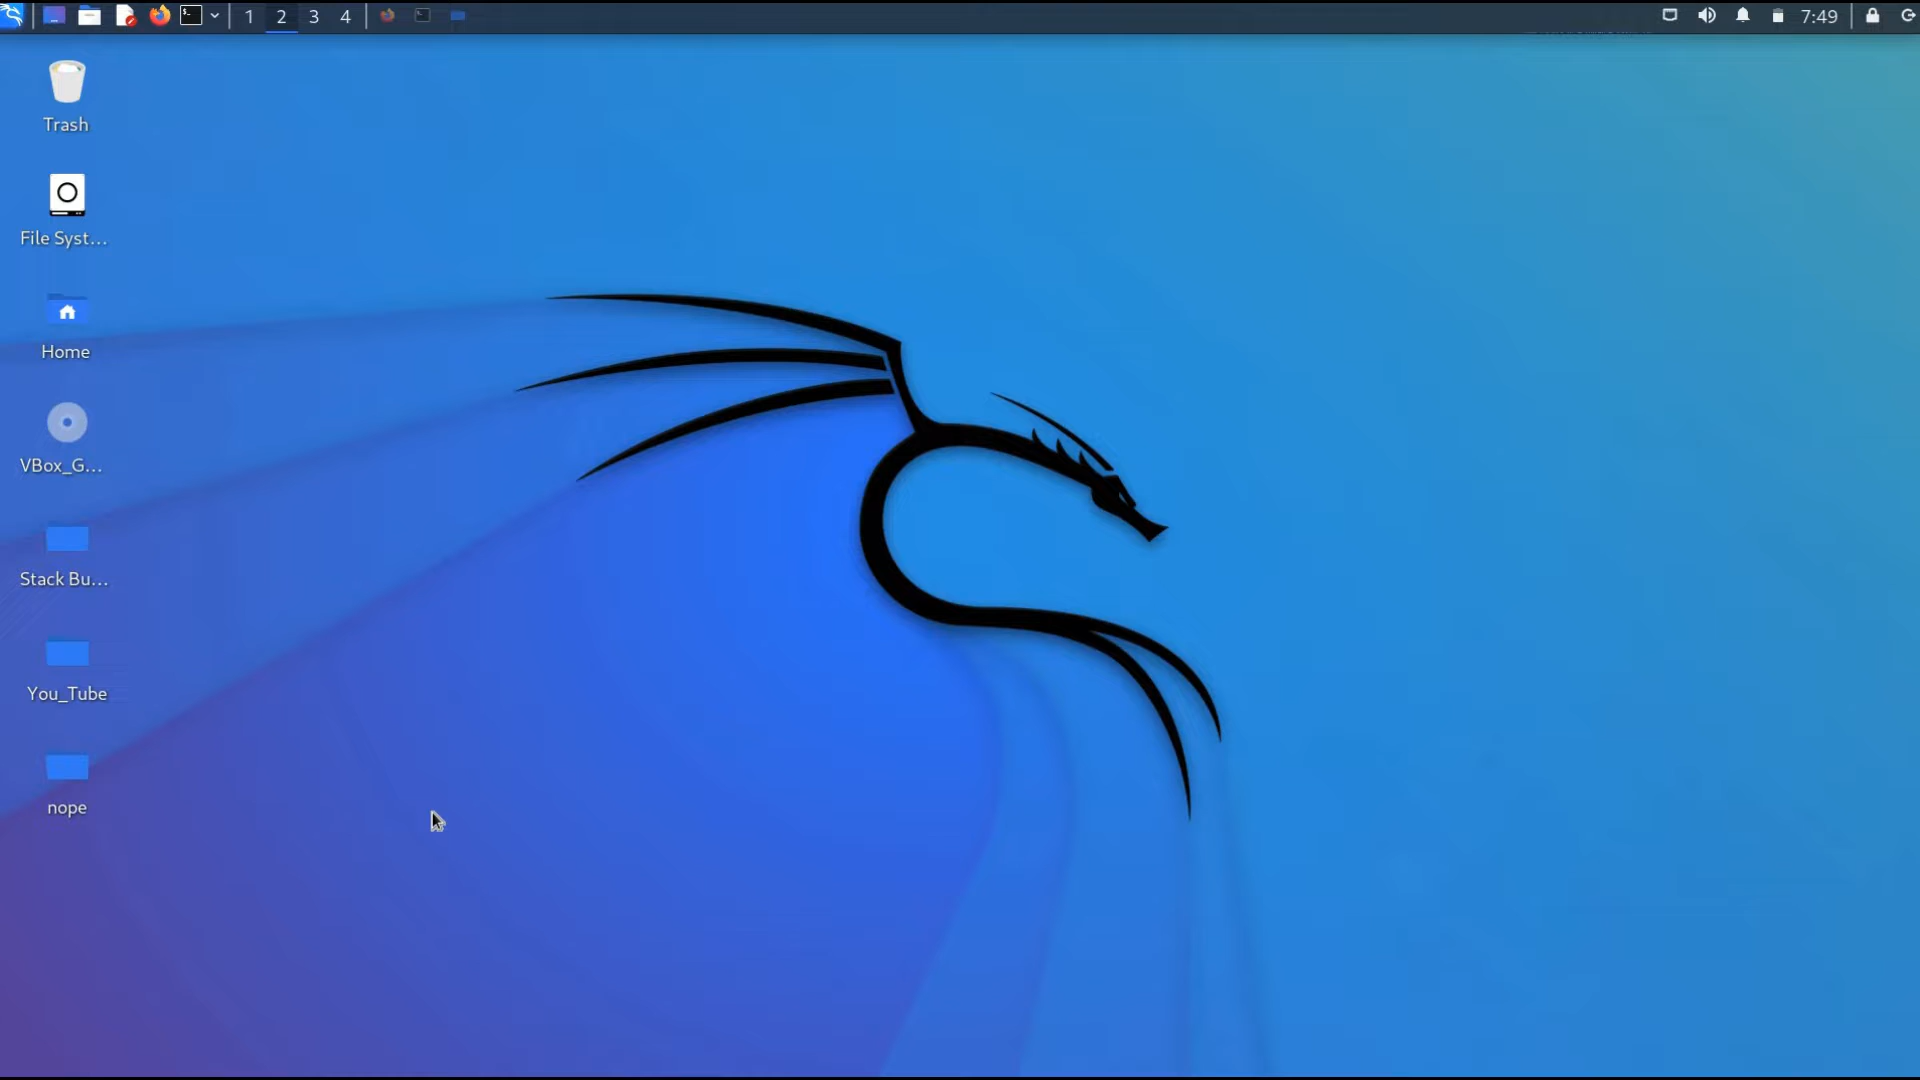 1 2 3 4 7:49
Trash
File Syst...
Home
VBox_G...
Stack Bu...
You_Tube
nope